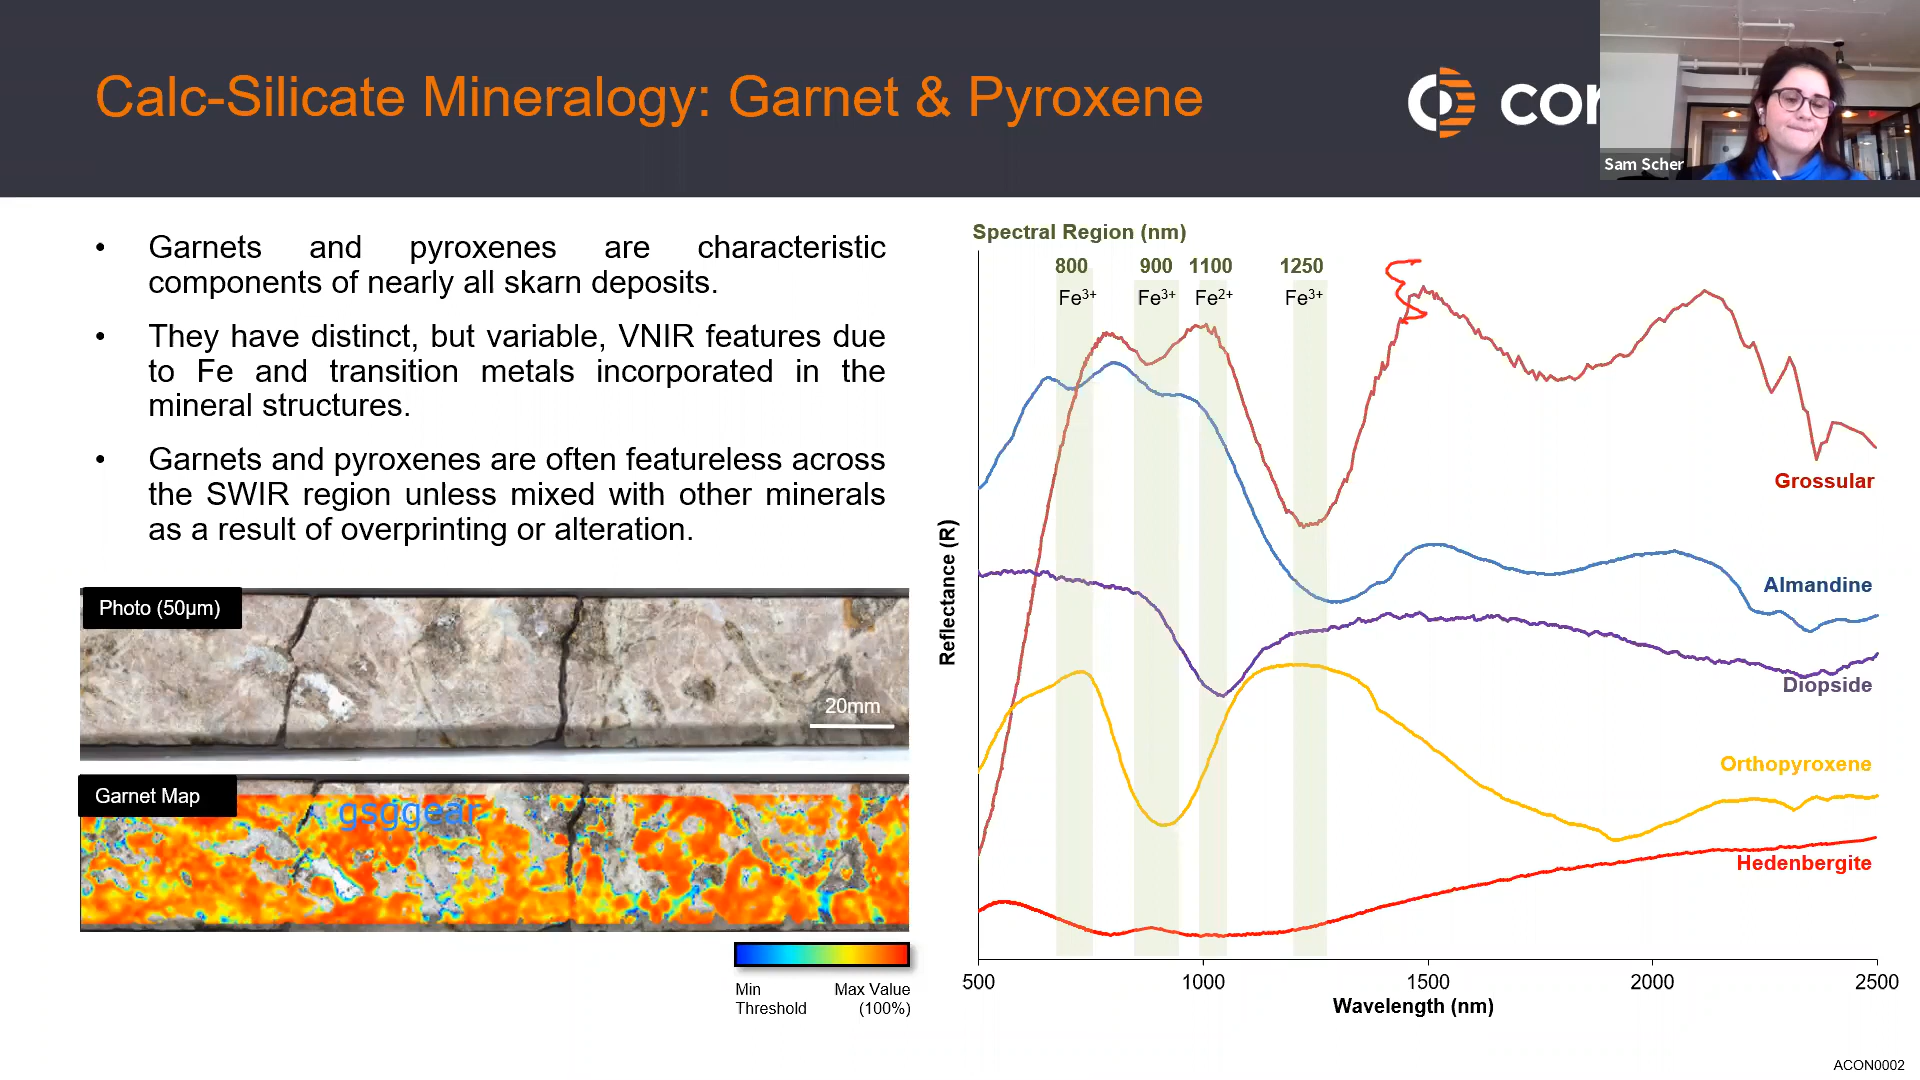 Calc-Silicate Mineralogy: Garnet & Pyroxene
cor
Sam Scher
• Garnets and pyroxenes are characteristic
components of nearly all skarn deposits.
• They have distinct, but variable, VNIR features due
to Fe and transition metals incorporated in the
mineral structures.
• Garnets and pyroxenes are often featureless across
the SWIR region unless mixed with other minerals
as a result of overprinting or alteration.
Photo (50µm)
20mm
Garnet Map
gsggear
Min
Threshold
Max Value
(100%)
Spectral Region (nm)
800 900 1100 1250
Fe³⁺ Fe³⁺ Fe²⁺ Fe³⁺
Reflectance (R)
Grossular
Almandine
Diopside
Orthopyroxene
Hedenbergite
500 1000 1500 2000 2500
Wavelength (nm)
ACON0002